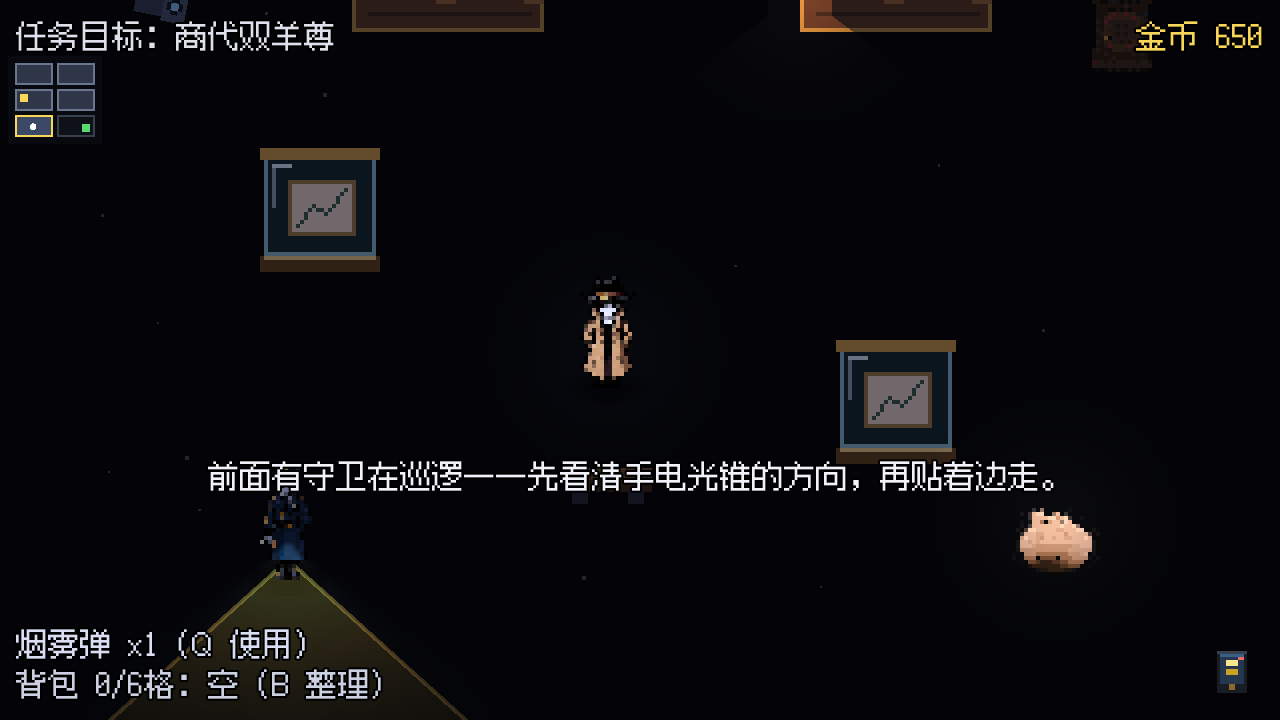 任务目标：商代双羊尊
金币 650
前面有守卫在巡逻——先看清手电光锥的方向，再贴着边走。
烟雾弹 x1（Q 使用）
背包 0/6格：空（B 整理）